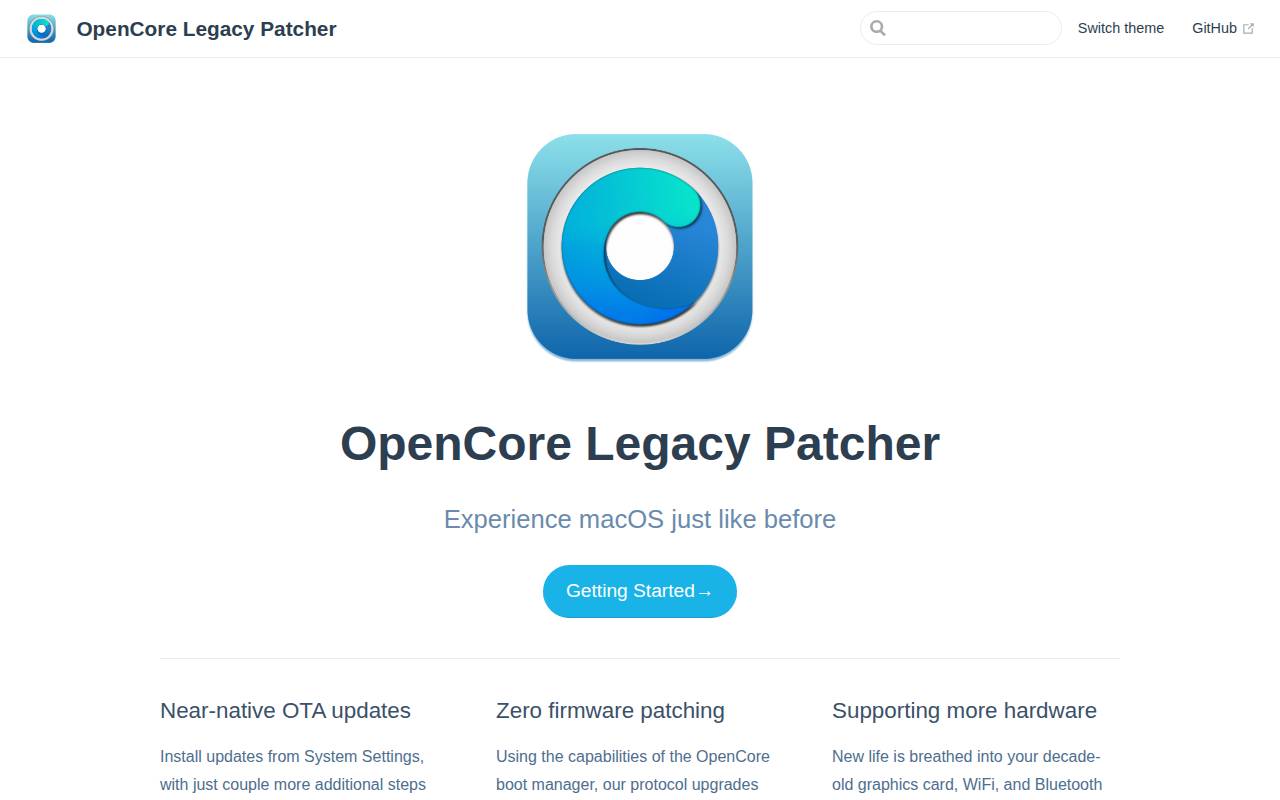 OpenCore Legacy Patcher
Switch theme
GitHub
OpenCore Legacy Patcher
Experience macOS just like before
Getting Started→
Near-native OTA updates
Install updates from System Settings,
with just couple more additional steps
Zero firmware patching
Using the capabilities of the OpenCore
boot manager, our protocol upgrades
Supporting more hardware
New life is breathed into your decade-
old graphics card, WiFi, and Bluetooth